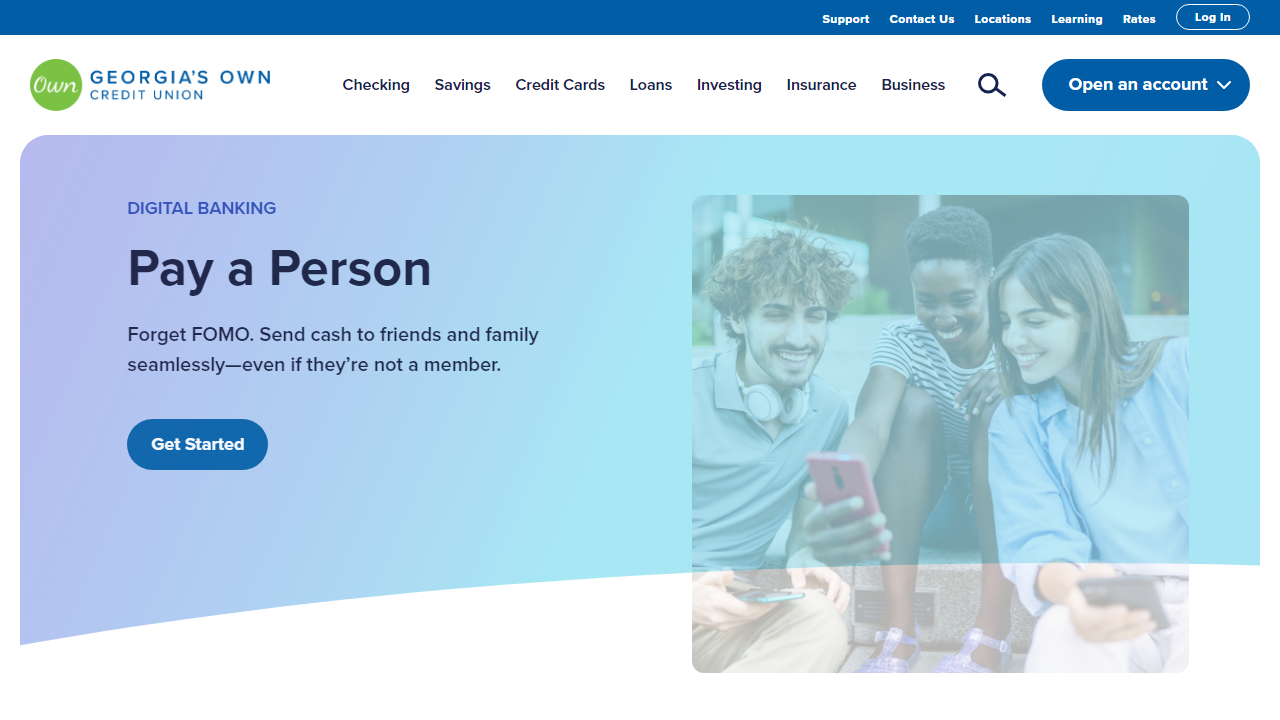 Support
Contact Us
Locations
Learning
Rates
Log In
Own
GEORGIA'S OWN
CREDIT UNION
Checking
Savings
Credit Cards
Loans
Investing
Insurance
Business
Open an account
DIGITAL BANKING
Pay a Person
Forget FOMO. Send cash to friends and family
seamlessly—even if they’re not a member.
Get Started